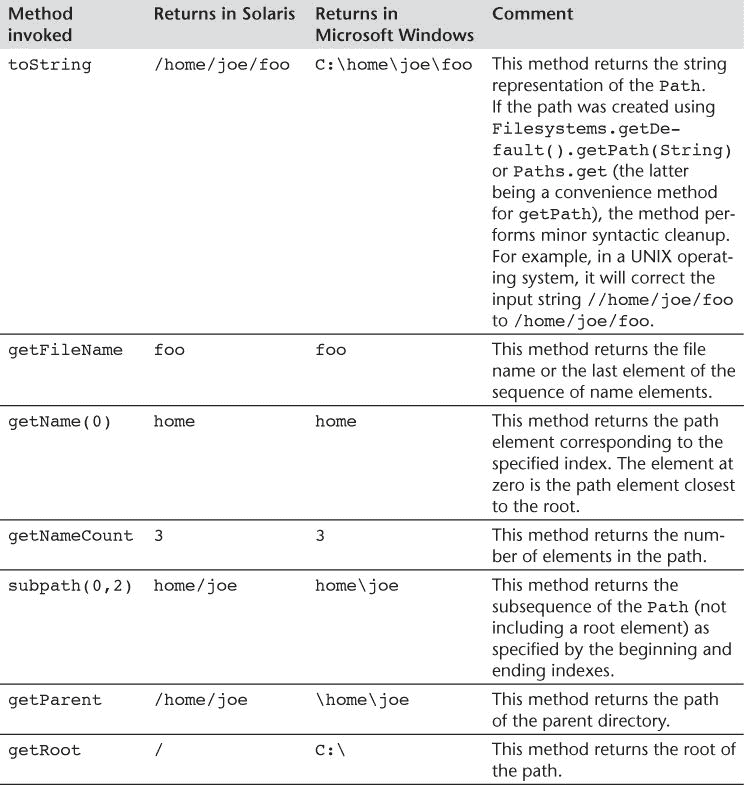 Method invoked Returns in Solaris Returns in Microsoft Windows Comment
toString /home/joe/foo C:\home\joe\foo This method returns the string
representation of the Path.
If the path was created using
Filesystems.getDe-
fault().getPath(String)
or Paths.get (the latter
being a convenience method
for getPath), the method per-
forms minor syntactic cleanup.
For example, in a UNIX operat-
ing system, it will correct the
input string //home/joe/foo
to /home/joe/foo.
getFileName foo foo This method returns the file
name or the last element of the
sequence of name elements.
getName(0) home home This method returns the path
element corresponding to the
specified index. The element at
zero is the path element closest
to the root.
getNameCount 3 3 This method returns the num-
ber of elements in the path.
subpath(0,2) home/joe home\joe This method returns the
subsequence of the Path (not
including a root element) as
specified by the beginning and
ending indexes.
getParent /home/joe \home\joe This method returns the path
of the parent directory.
getRoot / C:\ This method returns the root of
the path.